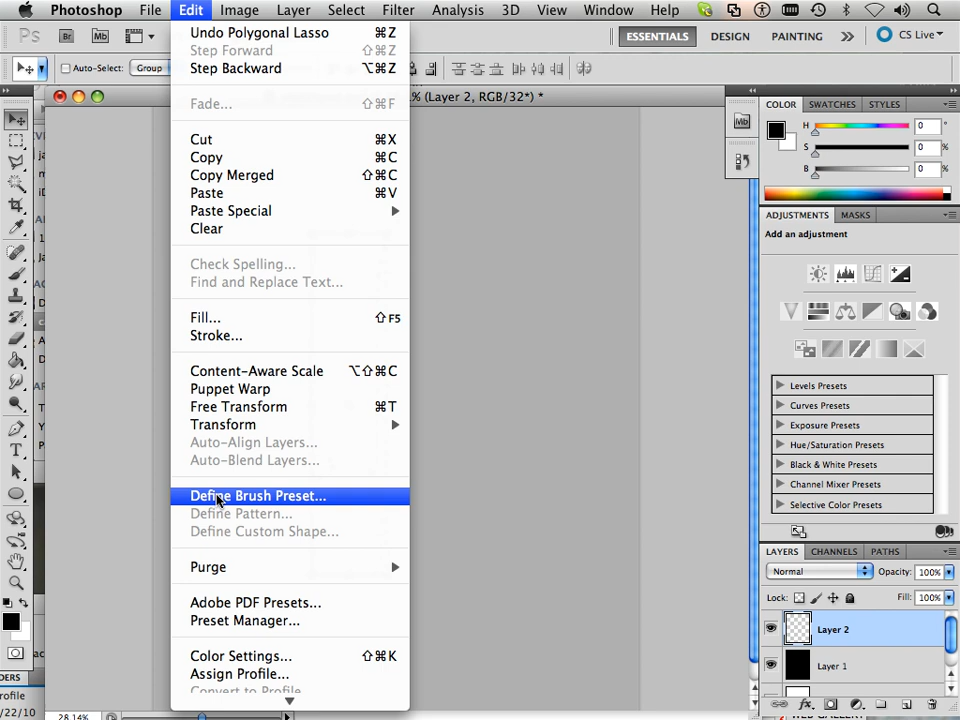 Photoshop File Edit Image Layer Select Filter Analysis 3D View Window Help
Ps Br Mb ESSENTIALS DESIGN PAINTING CS Live
Auto-Select: Group
% (Layer 2, RGB/32*) *
Undo Polygonal Lasso ⌘Z
Step Forward ⇧⌘Z
Step Backward ⌥⌘Z
Fade... ⇧⌘F
Cut ⌘X
Copy ⌘C
Copy Merged ⇧⌘C
Paste ⌘V
Paste Special
Clear
Check Spelling...
Find and Replace Text...
Fill... ⇧F5
Stroke...
Content-Aware Scale ⌥⇧⌘C
Puppet Warp
Free Transform ⌘T
Transform
Auto-Align Layers...
Auto-Blend Layers...
Define Brush Preset...
Define Pattern...
Define Custom Shape...
Purge
Adobe PDF Presets...
Preset Manager...
Color Settings... ⇧⌘K
Assign Profile...
Convert to Profile
28.14%
Mb
COLOR SWATCHES STYLES
H 0 °
S 0 %
B 0 %
ADJUSTMENTS MASKS
Add an adjustment
Levels Presets
Curves Presets
Exposure Presets
Hue/Saturation Presets
Black & White Presets
Channel Mixer Presets
Selective Color Presets
LAYERS CHANNELS PATHS
Normal Opacity: 100%
Lock: Fill: 100%
Layer 2
Layer 1
DERS
rofile
/22/10